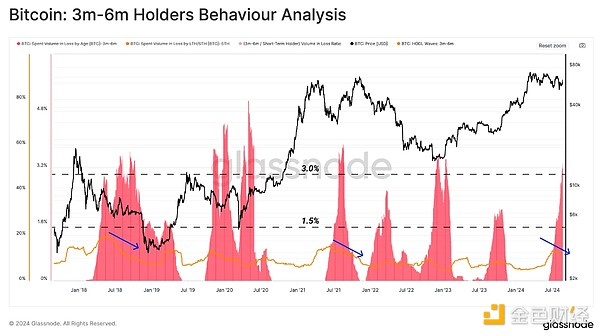 Bitcoin: 3m-6m Holders Behaviour Analysis
BTC: Spent Volume in Loss by Age [BTC]: 3m-6m
BTC: Spent Volume in Loss by LTH/STH [BTC]: STH
(3m-6m / Short-Term Holder) Volume in Loss Ratio
BTC: Price [USD]
BTC: HODL Waves: 3m-6m
Reset zoom
80%
60%
40%
20%
0%
4.8%
3.2%
1.6%
0%
glassnode
3.0%
1.5%
$80k
$40k
$10k
$6k
$2k
Jan '18
Jul '18
Jan '19
Jul '19
Jan '20
Jul '20
Jan '21
Jul '21
Jan '22
Jul '22
Jan '23
Jul '23
Jan '24
Jul '24
© 2024 Glassnode. All Rights Reserved.
glassnode
金色财经